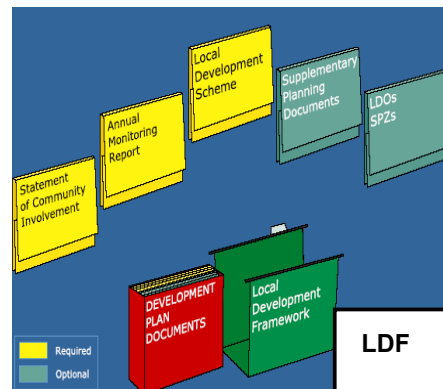 Local
Development
Scheme
Supplementary
Planning
Documents
LDOs
SPZs
Annual
Monitoring
Report
Statement
of Community
Involvement
DEVELOPMENT
PLAN
DOCUMENTS
Local
Development
Framework
Required
Optional
LDF